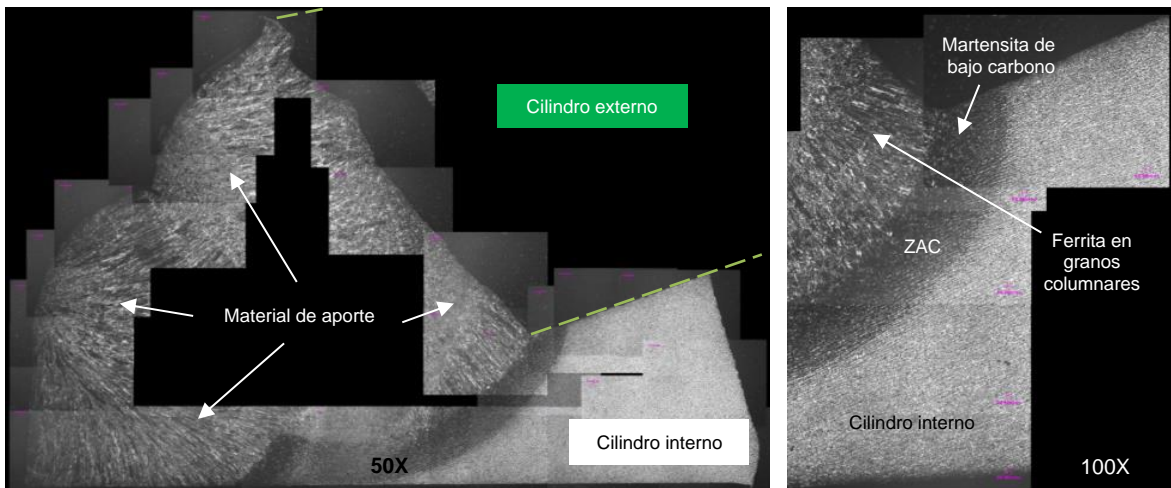 Cilindro externo
Material de aporte
Cilindro interno
50X
Martensita de
bajo carbono
ZAC
Ferrita en
granos
columnares
Cilindro interno
100X